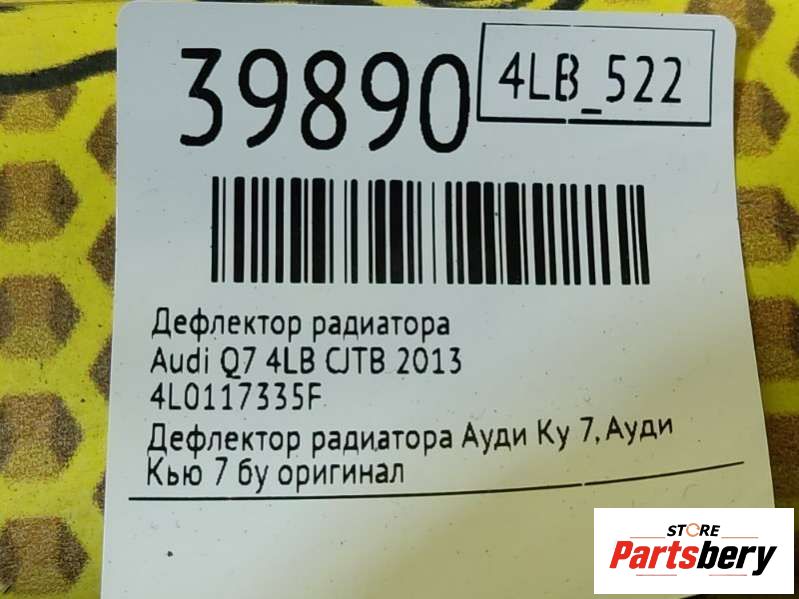 39890
4LB_522
Дефлектор радиатора
Audi Q7 4LB CJTB 2013
4L0117335F
Дефлектор радиатора Ауди Ку 7, Ауди
Кью 7 бу оригинал
STORE
Partsbery